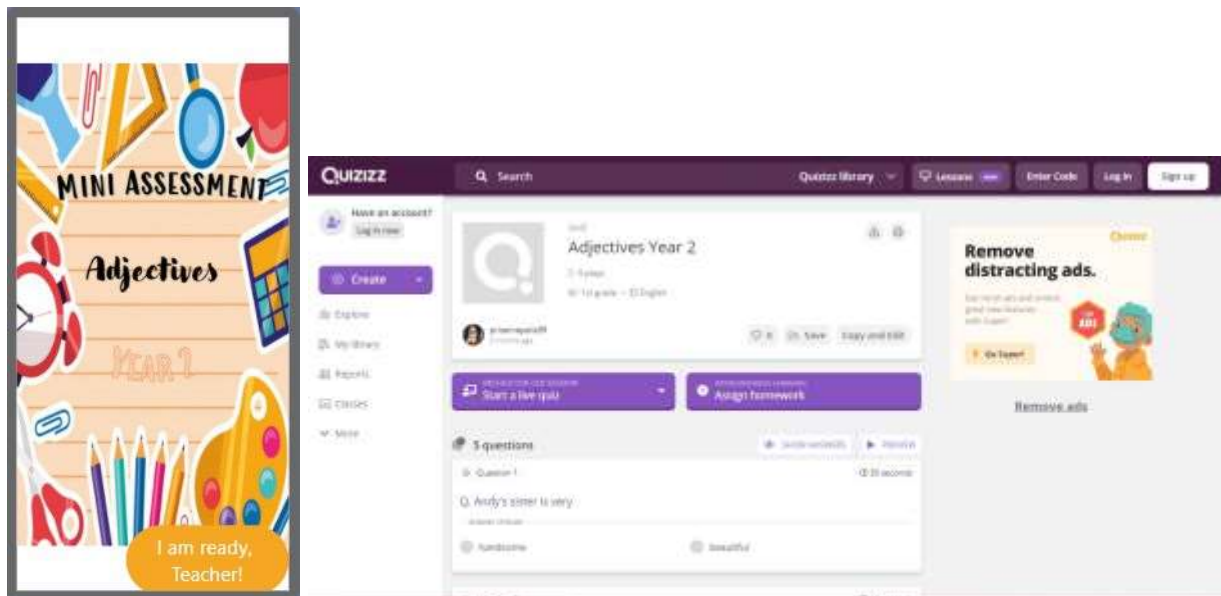 MINI ASSESSMENT
Adjectives
YEAR 2
I am ready,
Teacher!
QUIZIZZ
Search
Quizizz library
Lessons
Enter Code
Log in
Sign up
Have an account?
Log in now
Create
Explore
My library
Reports
Classes
More
Adjectives Year 2
1st grade
English
Save
Copy and Edit
Start a live quiz
Assign homework
5 questions
Question 1
Q. Andy's sister is very
handsome
beautiful
Remove
distracting ads.
Go Super!
Remove ads